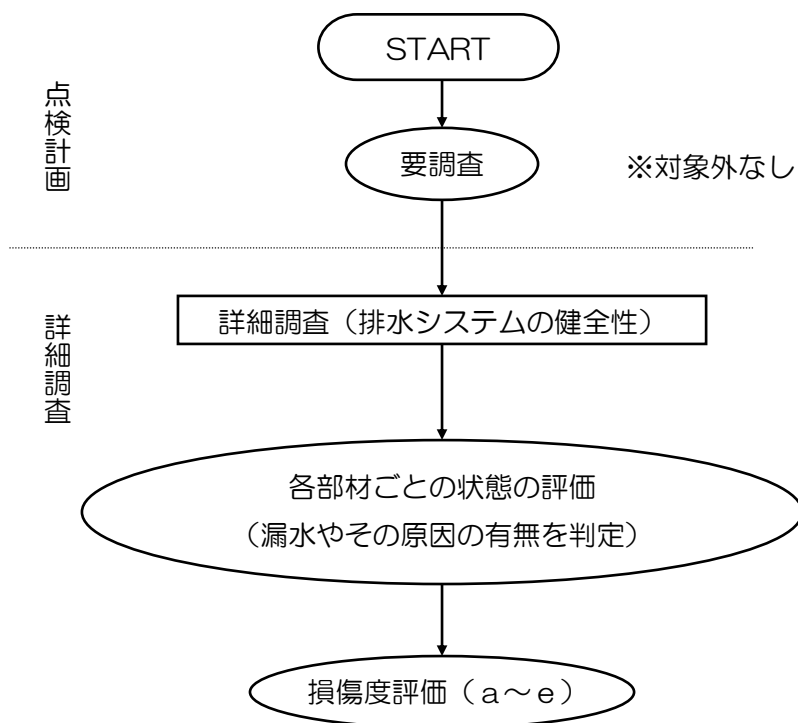 START
点検計画
要調査
※対象外なし
詳細調査
詳細調査（排水システムの健全性）
各部材ごとの状態の評価
（漏水やその原因の有無を判定）
損傷度評価（ａ～ｅ）